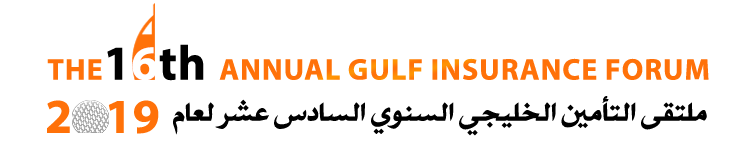 THE 16th ANNUAL GULF INSURANCE FORUM
ملتقى التأمين الخليجي السنوي السادس عشر لعام 2019